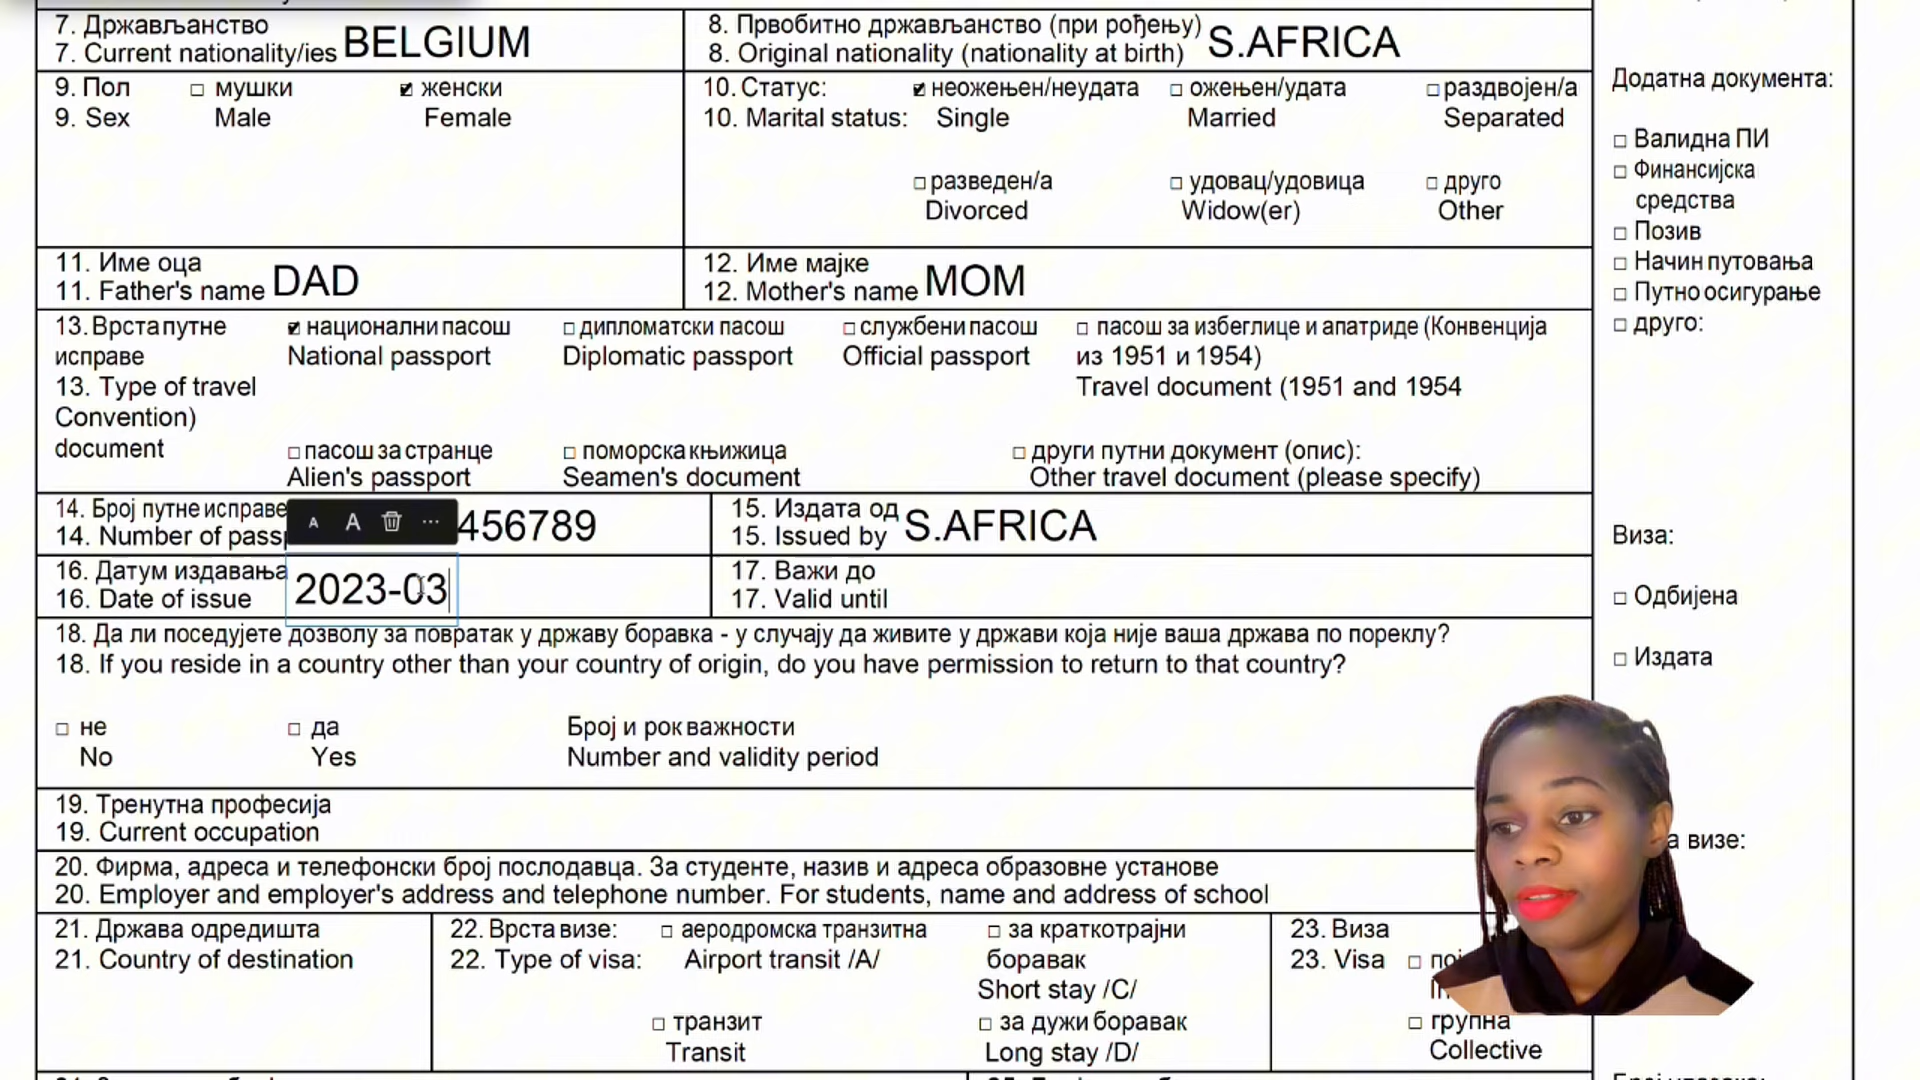 7. Држављанство
7. Current nationality/ies BELGIUM
8. Првобитно држављанство (при рођењу)
8. Original nationality (nationality at birth) S.AFRICA
9. Пол
9. Sex
мушки
Male
женски
Female
10. Статус:
10. Marital status:
неожењен/неудата
Single
ожењен/удата
Married
раздвојен/а
Separated
разведен/а
Divorced
удовац/удовица
Widow(er)
друго
Other
11. Име оца
11. Father's name DAD
12. Име мајке
12. Mother's name MOM
13. Врста путне
исправе
13. Type of travel
Convention)
document
национални пасош
National passport
дипломатски пасош
Diplomatic passport
службени пасош
Official passport
пасош за избеглице и апатриде (Конвенција
из 1951 и 1954)
Travel document (1951 and 1954
пасош за странце
Alien's passport
поморска књижица
Seamen's document
други путни документ (опис):
Other travel document (please specify)
14. Број путне исправе
14. Number of 456789
A A ...
15. Издата од
15. Issued by S.AFRICA
16. Датум издавања
16. Date of issue 2023-03
17. Важи до
17. Valid until
18. Да ли поседујете дозволу за повратак у државу боравка - у случају да живите у држави која није ваша држава по пореклу?
18. If you reside in a country other than your country of origin, do you have permission to return to that country?
не
No
да
Yes
Број и рок важности
Number and validity period
19. Тренутна професија
19. Current occupation
20. Фирма, адреса и телефонски број послодавца. За студенте, назив и адреса образовне установе
20. Employer and employer's address and telephone number. For students, name and address of school
21. Држава одредишта
21. Country of destination
22. Врста визе:
22. Type of visa:
аеродромска транзитна
Airport transit /A/
за краткотрајни
боравак
Short stay /C/
транзит
Transit
за дужи боравак
Long stay /D/
23. Виза
23. Visa
групна
Collective
Додатна документа:
Валидна ПИ
Финансијска
средства
Позив
Начин путовања
Путно осигурање
друго:
Виза:
Одбијена
Издата
визе: